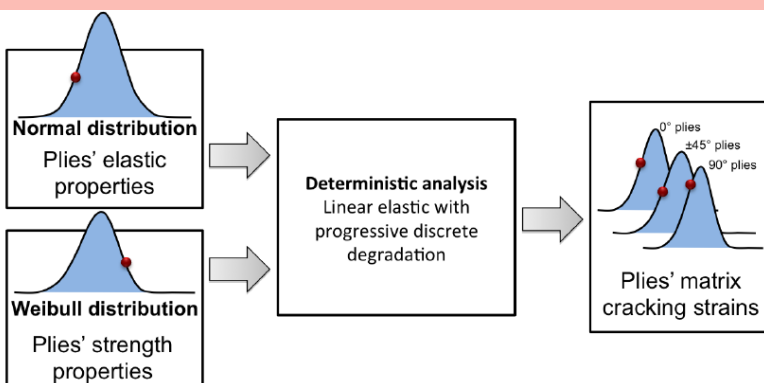 Normal distribution
Plies' elastic
properties
Weibull distribution
Plies' strength
properties
Deterministic analysis
Linear elastic with
progressive discrete
degradation
0° plies
±45° plies
90° plies
Plies' matrix
cracking strains